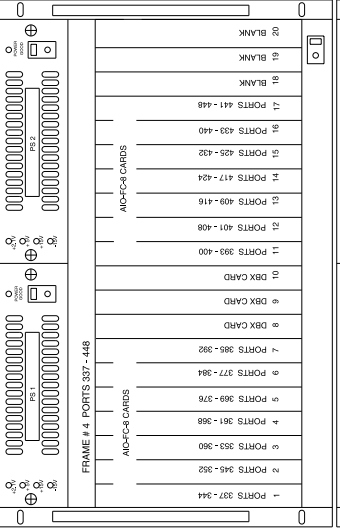 20 BLANK
19 BLANK
18 BLANK
17 PORTS 441 - 448
16 PORTS 433 - 440
15 PORTS 425 - 432
14 PORTS 417 - 424
13 PORTS 409 - 416
12 PORTS 401 - 408
11 PORTS 393 - 400
10 DBX CARD
9 DBX CARD
8 DBX CARD
7 PORTS 385 - 392
6 PORTS 377 - 384
5 PORTS 369 - 376
4 PORTS 361 - 368
3 PORTS 353 - 360
2 PORTS 345 - 352
1 PORTS 337 - 344
AIO-FC-8 CARDS
AIO-FC-8 CARDS
FRAME # 4 PORTS 337 - 448
POWER
GOOD
PS 2
POWER
GOOD
PS 1